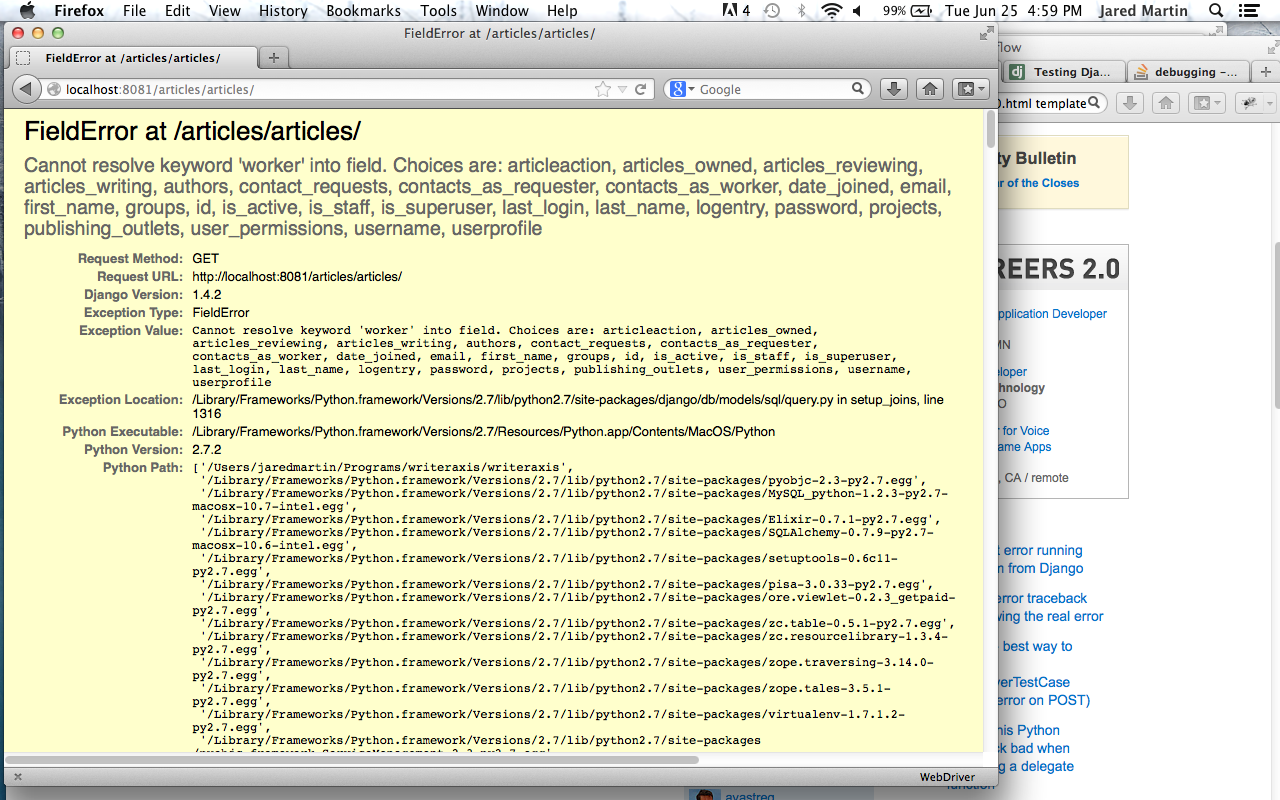 Firefox File Edit View History Bookmarks Tools Window Help 4 99% Tue Jun 25 4:59 PM Jared Martin
FieldError at /articles/articles/
FieldError at /articles/articles/
localhost:8081/articles/articles/
Google
FieldError at /articles/articles/
Cannot resolve keyword 'worker' into field. Choices are: articleaction, articles_owned, articles_reviewing,
articles_writing, authors, contact_requests, contacts_as_requester, contacts_as_worker, date_joined, email,
first_name, groups, id, is_active, is_staff, is_superuser, last_login, last_name, logentry, password, projects,
publishing_outlets, user_permissions, username, userprofile
Request Method: GET
Request URL: http://localhost:8081/articles/articles/
Django Version: 1.4.2
Exception Type: FieldError
Exception Value: Cannot resolve keyword 'worker' into field. Choices are: articleaction, articles_owned,
articles_reviewing, articles_writing, authors, contact_requests, contacts_as_requester,
contacts_as_worker, date_joined, email, first_name, groups, id, is_active, is_staff, is_superuser,
last_login, last_name, logentry, password, projects, publishing_outlets, user_permissions, username,
userprofile
Exception Location: /Library/Frameworks/Python.framework/Versions/2.7/lib/python2.7/site-packages/django/db/models/sql/query.py in setup_joins, line
1316
Python Executable: /Library/Frameworks/Python.framework/Versions/2.7/Resources/Python.app/Contents/MacOS/Python
Python Version: 2.7.2
Python Path: ['/Users/jaredmartin/Programs/writeraxis/writeraxis',
'/Library/Frameworks/Python.framework/Versions/2.7/lib/python2.7/site-packages/pyobjc-2.3-py2.7.egg',
'/Library/Frameworks/Python.framework/Versions/2.7/lib/python2.7/site-packages/MySQL_python-1.2.3-py2.7-
macosx-10.7-intel.egg',
'/Library/Frameworks/Python.framework/Versions/2.7/lib/python2.7/site-packages/Elixir-0.7.1-py2.7.egg',
'/Library/Frameworks/Python.framework/Versions/2.7/lib/python2.7/site-packages/SQLAlchemy-0.7.9-py2.7-
macosx-10.6-intel.egg',
'/Library/Frameworks/Python.framework/Versions/2.7/lib/python2.7/site-packages/setuptools-0.6c11-
py2.7.egg',
'/Library/Frameworks/Python.framework/Versions/2.7/lib/python2.7/site-packages/pisa-3.0.33-py2.7.egg',
'/Library/Frameworks/Python.framework/Versions/2.7/lib/python2.7/site-packages/ore.viewlet-0.2.3_getpaid-
py2.7.egg',
'/Library/Frameworks/Python.framework/Versions/2.7/lib/python2.7/site-packages/zc.table-0.5.1-py2.7.egg',
'/Library/Frameworks/Python.framework/Versions/2.7/lib/python2.7/site-packages/zc.resourcelibrary-1.3.4-
py2.7.egg',
'/Library/Frameworks/Python.framework/Versions/2.7/lib/python2.7/site-packages/zope.traversing-3.14.0-
py2.7.egg',
'/Library/Frameworks/Python.framework/Versions/2.7/lib/python2.7/site-packages/zope.tales-3.5.1-
py2.7.egg',
'/Library/Frameworks/Python.framework/Versions/2.7/lib/python2.7/site-packages/virtualenv-1.7.1.2-
py2.7.egg',
'/Library/Frameworks/Python.framework/Versions/2.7/lib/python2.7/site-packages
WebDriver
flow
dj Testing Dja... debugging -...
0.html template
ty Bulletin
ar of the Closes
REERS 2.0
pplication Developer
MN
eloper
hnology
O
r for Voice
ame Apps
, CA / remote
t error running
n from Django
error traceback
ving the real error
best way to
verTestCase
error on POST)
his Python
ck bad when
g a delegate
function
avastreg